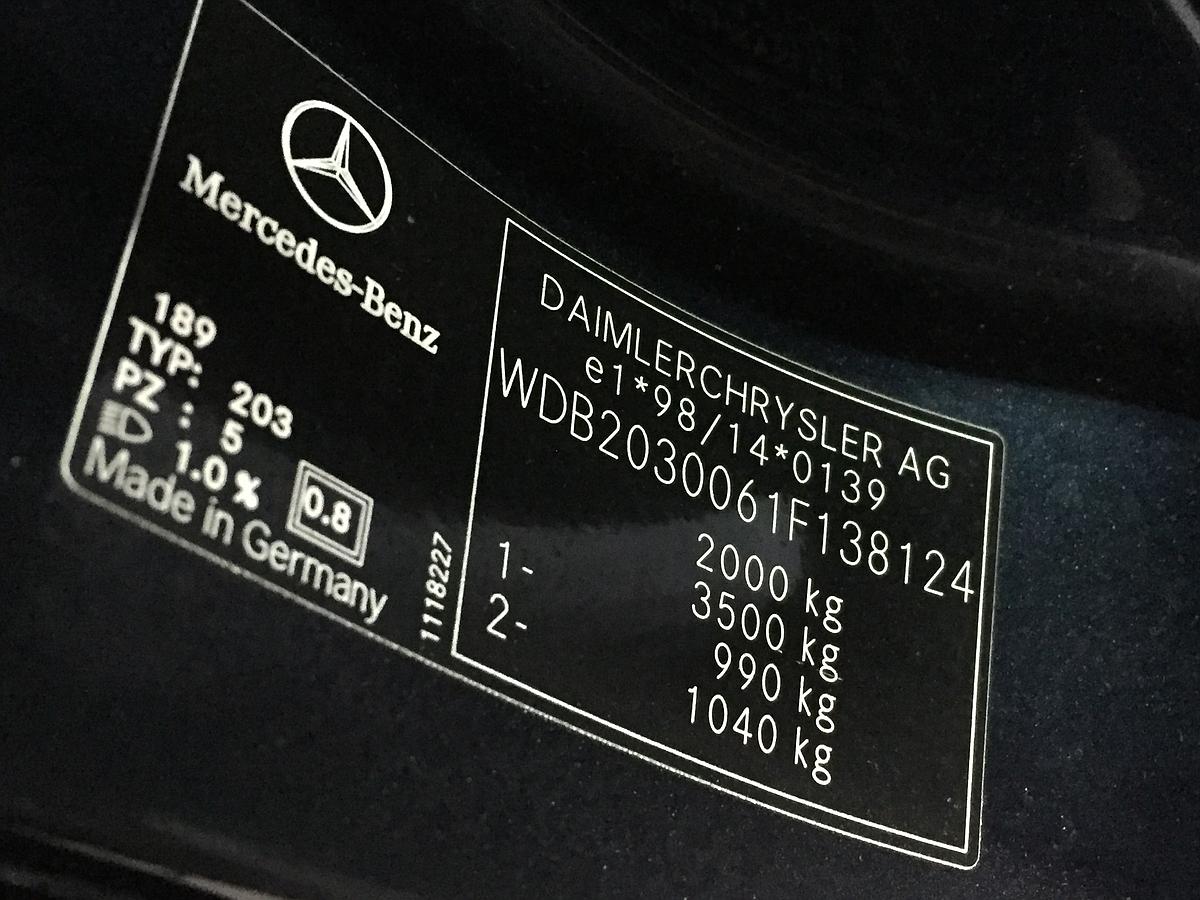 Mercedes-Benz
189
TYP: 203
PZ : 5
1.0 %
0.8
Made in Germany
1118227
DAIMLERCHRYSLER AG
e1*98/14*0139
WDB2030061F138124
2000 kg
3500 kg
1- 990 kg
2- 1040 kg